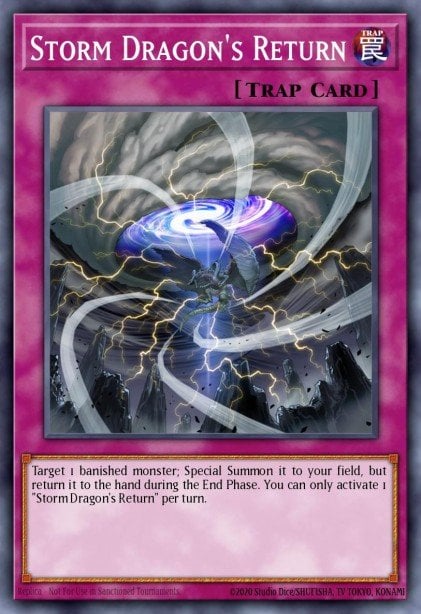 Storm Dragon's Return
TRAP
罠
[Trap Card]
Target 1 banished monster; Special Summon it to your field, but
return it to the hand during the End Phase. You can only activate 1
"Storm Dragon's Return" per turn.
Replica - Not For Use in Sanctioned Tournaments
©2020 Studio Dice/SHUEISHA, TV TOKYO, KONAMI